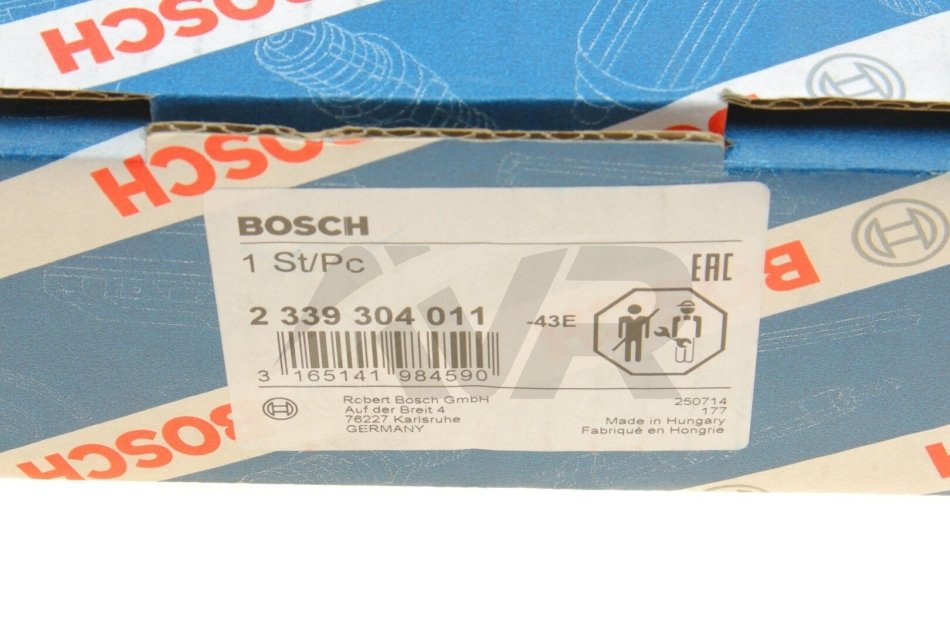 BOSCH
BOSCH
BOSCH
BOSCH
1 St/Pc
EAC
2 339 304 011 -43E
3 165141 984590
Robert Bosch GmbH
Auf der Breit 4
76227 Karlsruhe
GERMANY
250714
177
Made in Hungary
Fabriqué en Hongrie
VR
B
BOSCH